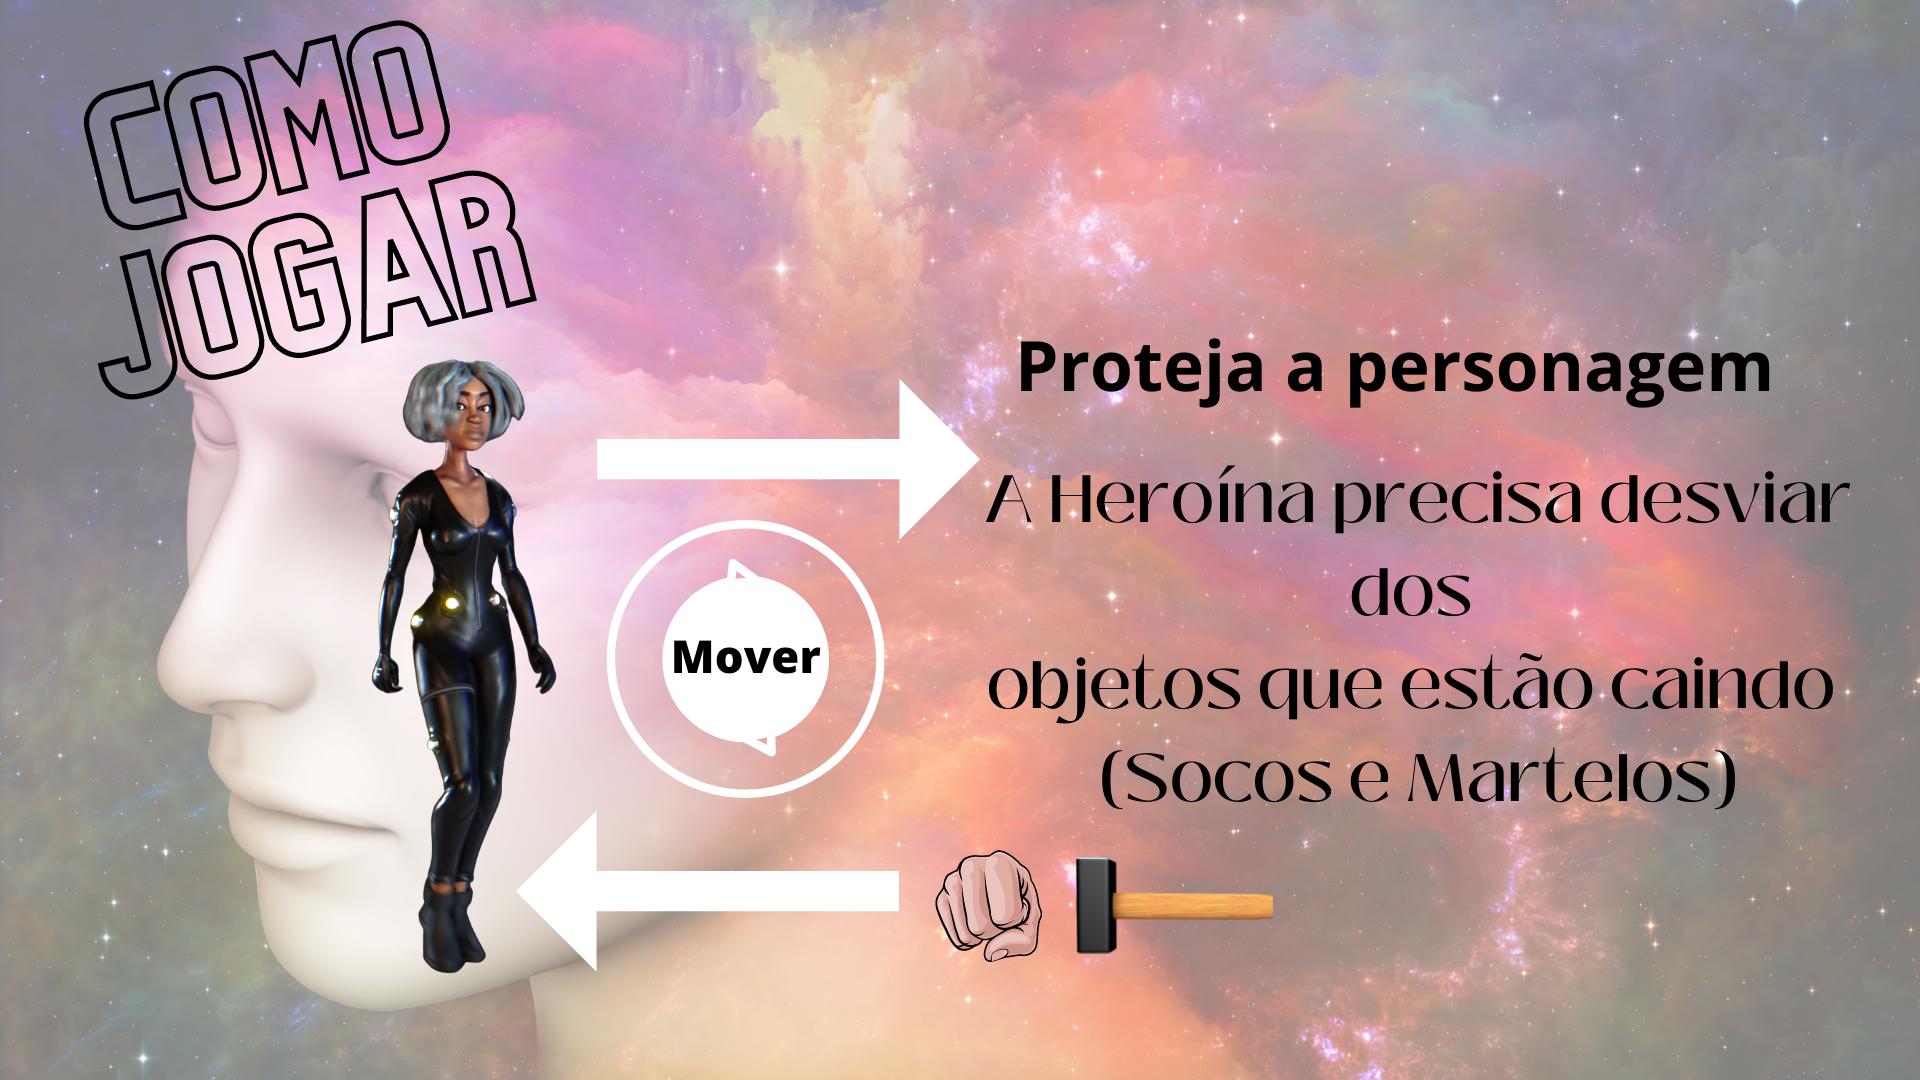 COMO
JOGAR
Proteja a personagem
A Heroína precisa desviar
dos
objetos que estão caindo
(Socos e Martelos)
Mover